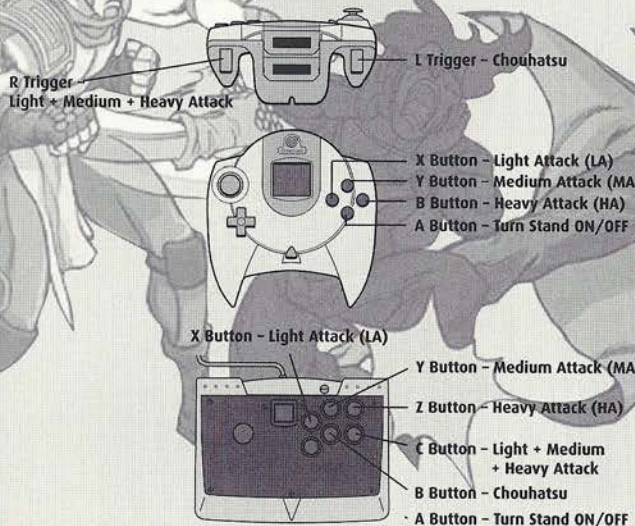 L Trigger – Chouhatsu
R Trigger –
Light + Medium + Heavy Attack
X Button – Light Attack (LA)
Y Button – Medium Attack (MA
B Button – Heavy Attack (HA)
A Button – Turn Stand ON/OFF
X Button – Light Attack (LA)
Y Button – Medium Attack (MA
Z Button – Heavy Attack (HA)
C Button – Light + Medium
+ Heavy Attack
B Button – Chouhatsu
A Button – Turn Stand ON/OFF